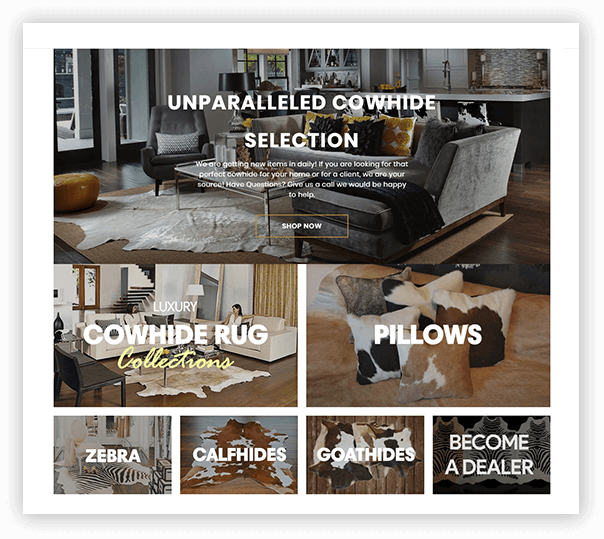 UNPARALLELED COWHIDE
SELECTION
We are getting new items in daily! If you are looking for that
perfect cowhide for your home or for a client, we are your
source! Have Questions? Give us a call we would be happy
to help.
SHOP NOW
LUXURY
COWHIDE RUG
Collections
PILLOWS
ZEBRA
CALFHIDES
GOATHIDES
BECOME
A DEALER